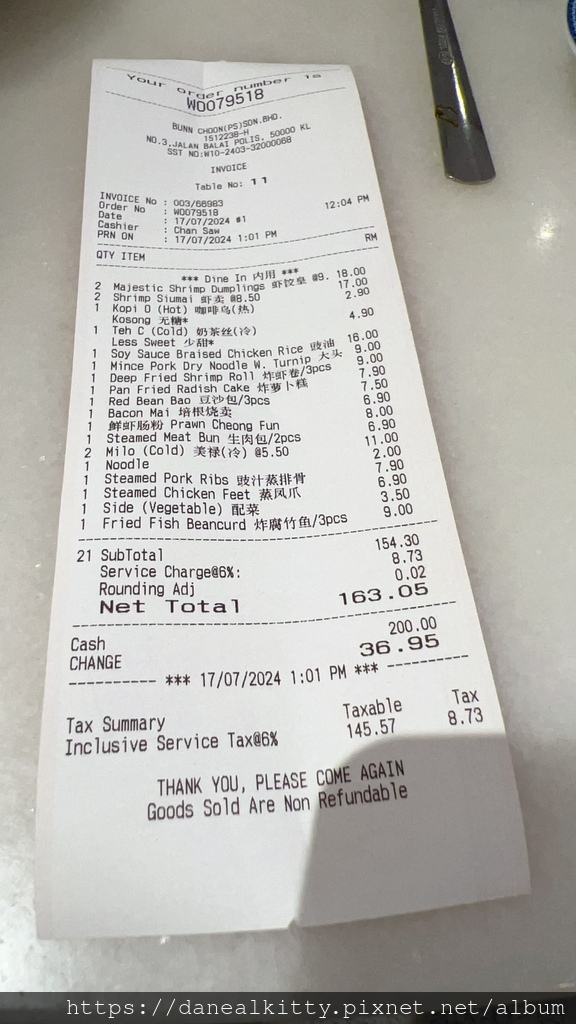 Your order number is
W0079518
BUNN CHOON(PS)SDN.BHD.
1512238-H
NO.3,JALAN BALAI POLIS, 50000 KL
SST NO:W10-2403-32000068
INVOICE
Table No: 11
INVOICE No : 003/66983
Order No : W0079518 12:04 PM
Date : 17/07/2024 #1
Cashier : Chan Saw
PRN ON : 17/07/2024 1:01 PM
QTY ITEM RM
*** Dine In 内用 ***
2 Majestic Shrimp Dumplings 虾饺皇 @9. 18.00
2 Shrimp Siumai 虾卖 @8.50 17.00
1 Kopi O (Hot) 咖啡乌(热) 2.90
Kosong 无糖*
1 Teh C (Cold) 奶茶丝(冷) 4.90
Less Sweet 少甜*
1 Soy Sauce Braised Chicken Rice 豉油 16.00
1 Mince Pork Dry Noodle W. Turnip 大头 9.00
1 Deep Fried Shrimp Roll 炸虾卷/3pcs 9.00
1 Pan Fried Radish Cake 炸萝卜糕 7.90
1 Red Bean Bao 豆沙包/3pcs 7.50
1 Bacon Mai 培根烧卖 6.90
1 鲜虾肠粉 Prawn Cheong Fun 8.00
1 Steamed Meat Bun 生肉包/2pcs 6.90
2 Milo (Cold) 美禄(冷) @5.50 11.00
1 Noodle 2.00
1 Steamed Pork Ribs 豉汁蒸排骨 7.90
1 Steamed Chicken Feet 蒸凤爪 6.90
1 Side (Vegetable) 配菜 3.50
1 Fried Fish Beancurd 炸腐竹鱼/3pcs 9.00
21 SubTotal 154.30
Service Charge@6%: 8.73
Rounding Adj 0.02
Net Total 163.05
Cash 200.00
CHANGE 36.95
---------- *** 17/07/2024 1:01 PM *** ----------
Tax Summary Taxable Tax
Inclusive Service Tax@6% 145.57 8.73
THANK YOU, PLEASE COME AGAIN
Goods Sold Are Non Refundable
https://danealkitty.pixnet.net/album